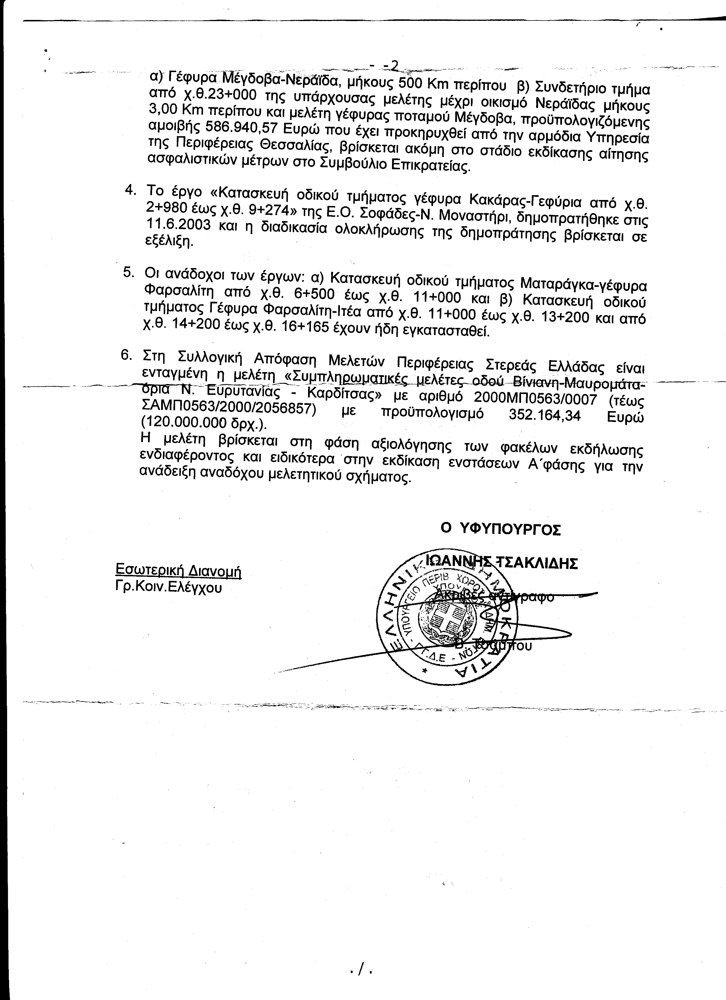 - -2
α) Γέφυρα Μέγδοβα-Νεράϊδα, μήκους 500 Km περίπου β) Συνδετήριο τμήμα
από χ.θ.23+000 της υπάρχουσας μελέτης μέχρι οικισμό Νεράϊδας μήκους
3,00 Km περίπου και μελέτη γέφυρας ποταμού Μέγδοβα, προϋπολογιζόμενης
αμοιβής 586.940,57 Ευρώ που έχει προκηρυχθεί από την αρμόδια Υπηρεσία
της Περιφέρειας Θεσσαλίας, βρίσκεται ακόμη στο στάδιο εκδίκασης αίτησης
ασφαλιστικών μέτρων στο Συμβούλιο Επικρατείας.
4. Το έργο «Κατασκευή οδικού τμήματος γέφυρα Κακάρας-Γεφύρια από χ.θ.
2+980 έως χ.θ. 9+274» της Ε.Ο. Σοφάδες-Ν. Μοναστήρι, δημοπρατήθηκε στις
11.6.2003 και η διαδικασία ολοκλήρωσης της δημοπράτησης βρίσκεται σε
εξέλιξη.
5. Οι ανάδοχοι των έργων: α) Κατασκευή οδικού τμήματος Ματαράγκα-γέφυρα
Φαρσαλίτη από χ.θ. 6+500 έως χ.θ. 11+000 και β) Κατασκευή οδικού
τμήματος Γέφυρα Φαρσαλίτη-Ιτέα από χ.θ. 11+000 έως χ.θ. 13+200 και από
χ.θ. 14+200 έως χ.θ. 16+165 έχουν ήδη εγκατασταθεί.
6. Στη Συλλογική Απόφαση Μελετών Περιφέρειας Στερεάς Ελλάδας είναι
ενταγμένη η μελέτη «Συμπληρωματικές μελέτες οδού Βίνιανη-Μαυρομάτα-
όρια Ν. Ευρυτανίας - Καρδίτσας» με αριθμό 2000ΜΠ0563/0007 (τέως
ΣΑΜΠ0563/2000/2056857) με προϋπολογισμό 352.164,34 Ευρώ
(120.000.000 δρχ.).
Η μελέτη βρίσκεται στη φάση αξιολόγησης των φακέλων εκδήλωσης
ενδιαφέροντος και ειδικότερα στην εκδίκαση ενστάσεων Α΄φάσης για την
ανάδειξη αναδόχου μελετητικού σχήματος.
Ο ΥΦΥΠΟΥΡΓΟΣ
ΙΩΑΝΝΗΣ ΤΣΑΚΛΙΔΗΣ
Εσωτερική Διανομή
Γρ.Κοιν.Ελέγχου
Ακριβές αντίγραφο
ΕΛΛΗΝΙΚΗ ΔΗΜΟΚΡΑΤΙΑ
ΥΠΟΥΡΓΕΙΟ ΠΕΡΙΒ ΧΩΡΟΤ
ΔΗΜ.
Γ.Γ.Δ.Ε -
Β.
. / .